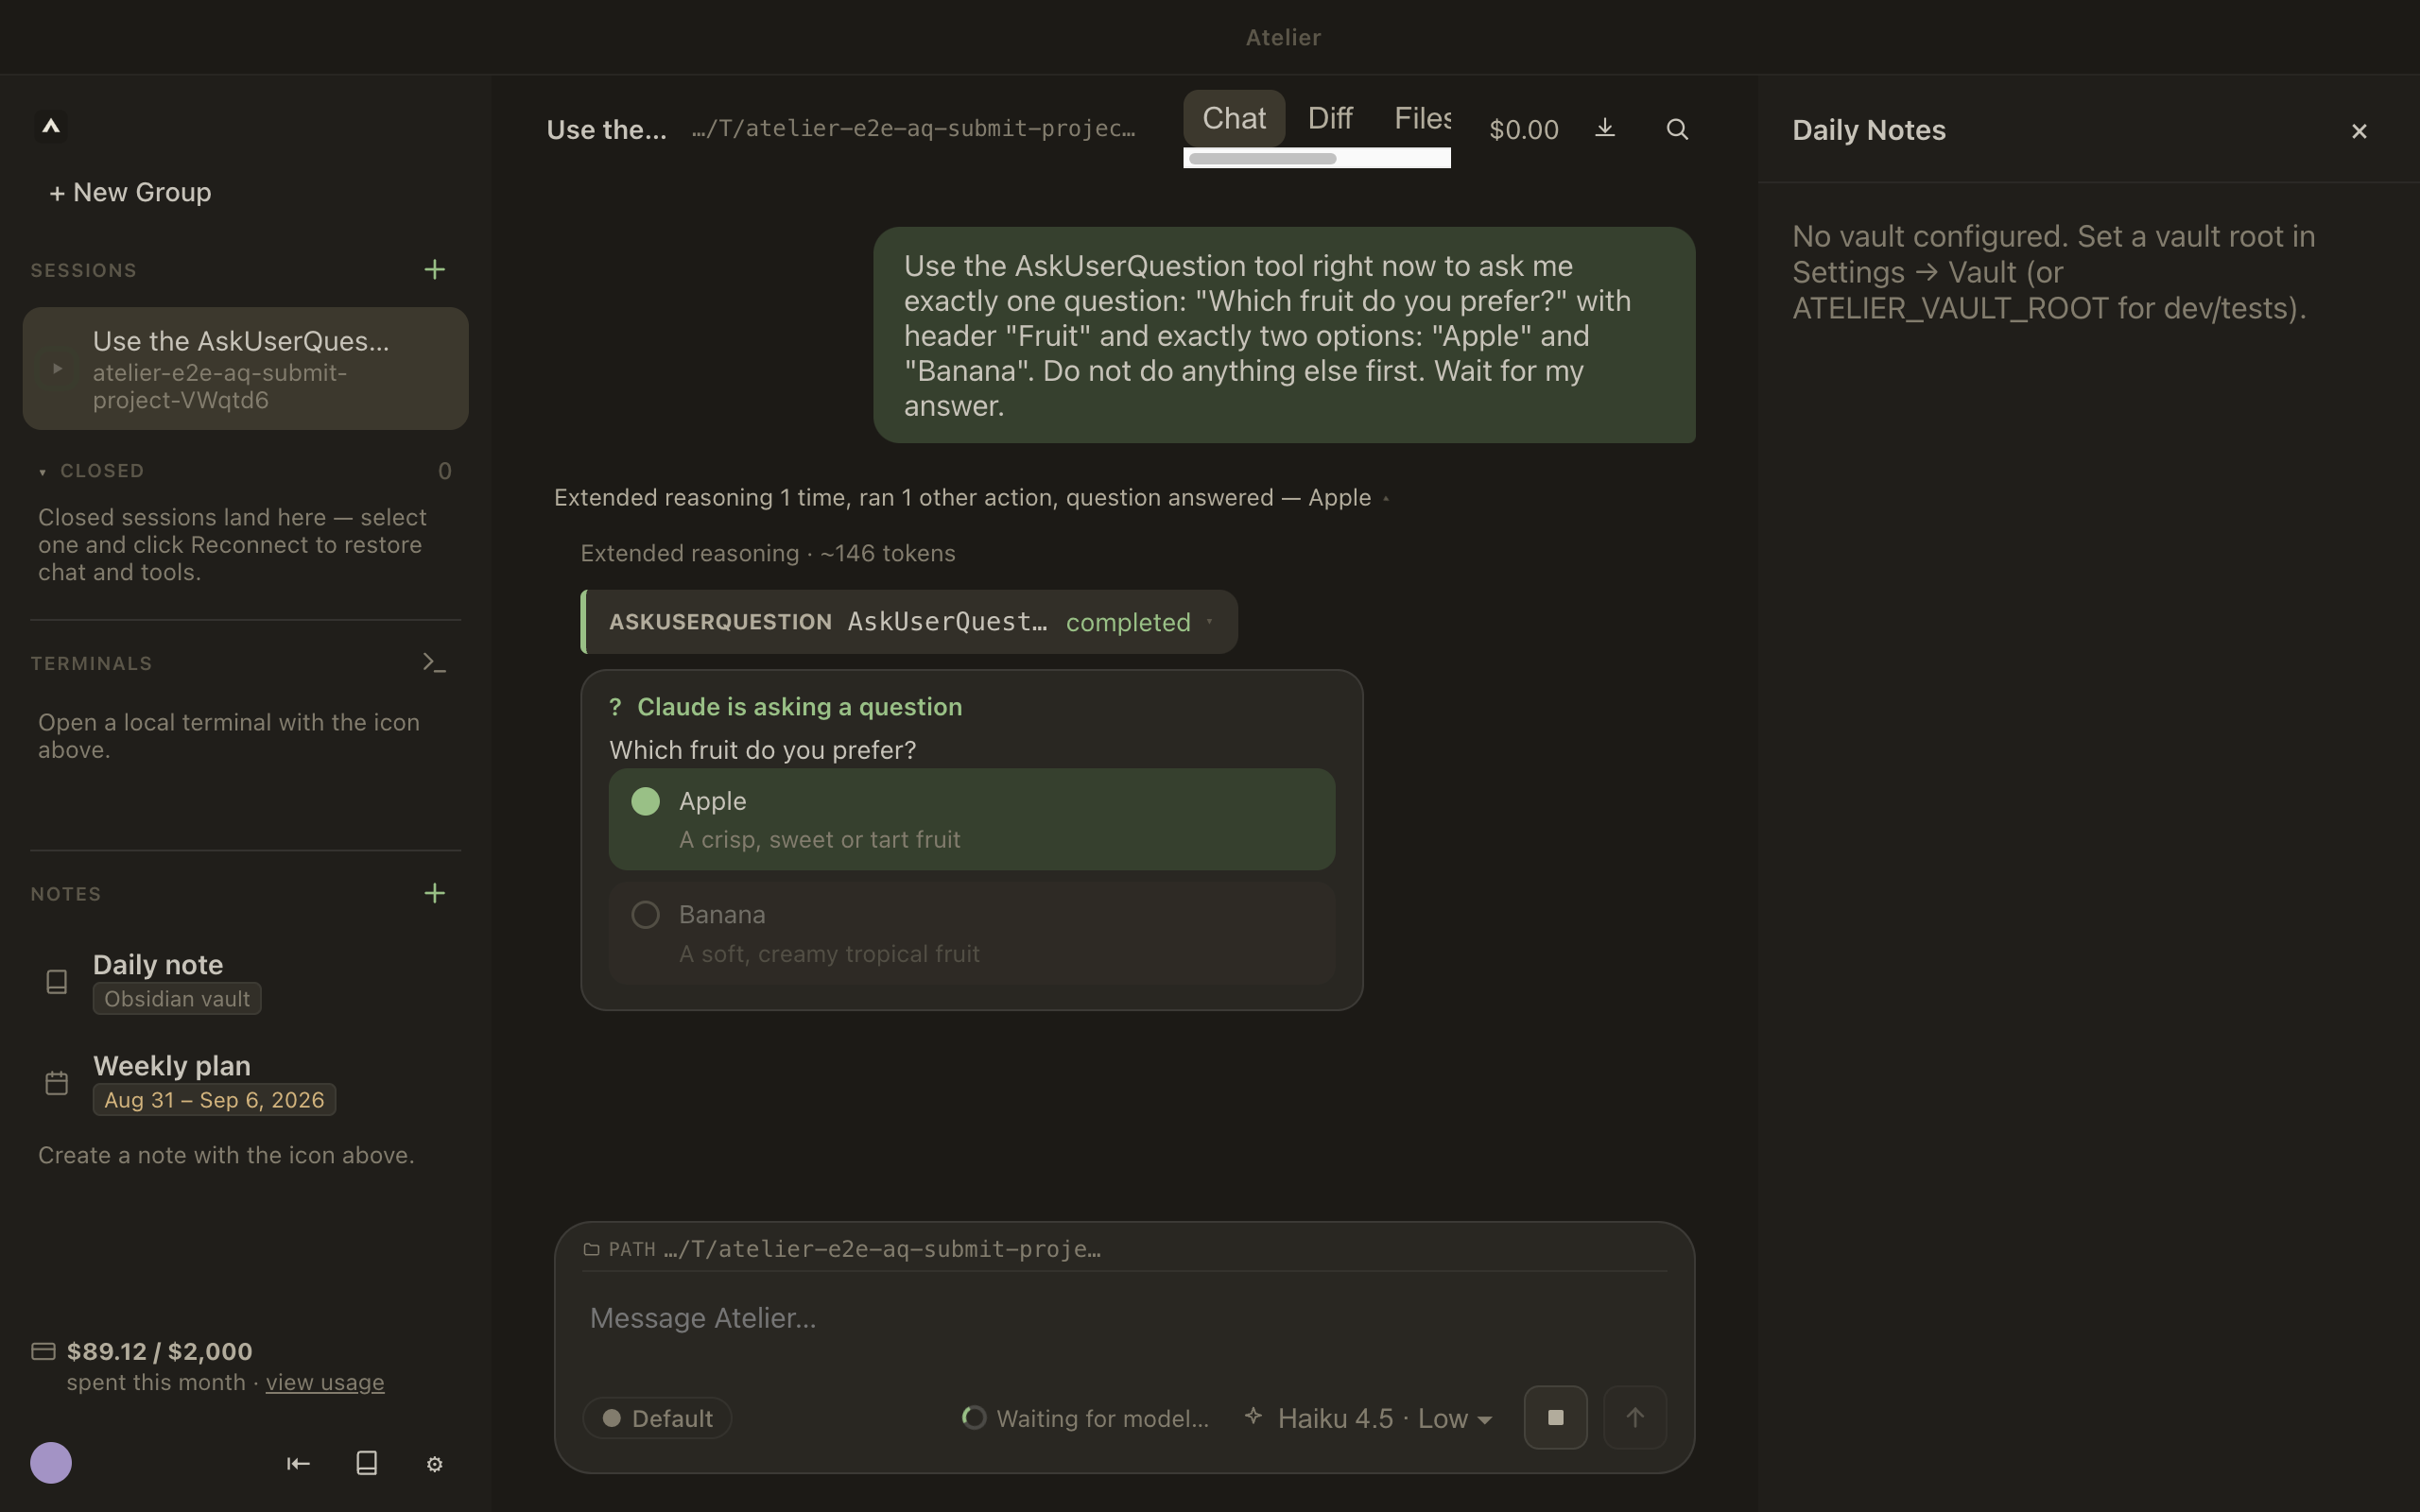 Atelier
+ New Group
SESSIONS
Use the AskUserQues...
atelier-e2e-aq-submit-
project-VWqtd6
CLOSED 0
Closed sessions land here — select
one and click Reconnect to restore
chat and tools.
TERMINALS
Open a local terminal with the icon
above.
NOTES
Daily note
Obsidian vault
Weekly plan
Aug 31 – Sep 6, 2026
Create a note with the icon above.
$89.12 / $2,000
spent this month · view usage
Use the... …/T/atelier-e2e-aq-submit-projec… Chat Diff Files $0.00
Use the AskUserQuestion tool right now to ask me
exactly one question: "Which fruit do you prefer?" with
header "Fruit" and exactly two options: "Apple" and
"Banana". Do not do anything else first. Wait for my
answer.
Extended reasoning 1 time, ran 1 other action, question answered — Apple
Extended reasoning · ~146 tokens
ASKUSERQUESTION AskUserQuest… completed
? Claude is asking a question
Which fruit do you prefer?
Apple
A crisp, sweet or tart fruit
Banana
A soft, creamy tropical fruit
PATH …/T/atelier-e2e-aq-submit-proje…
Message Atelier...
Default Waiting for model... Haiku 4.5 · Low
Daily Notes
No vault configured. Set a vault root in
Settings → Vault (or
ATELIER_VAULT_ROOT for dev/tests).